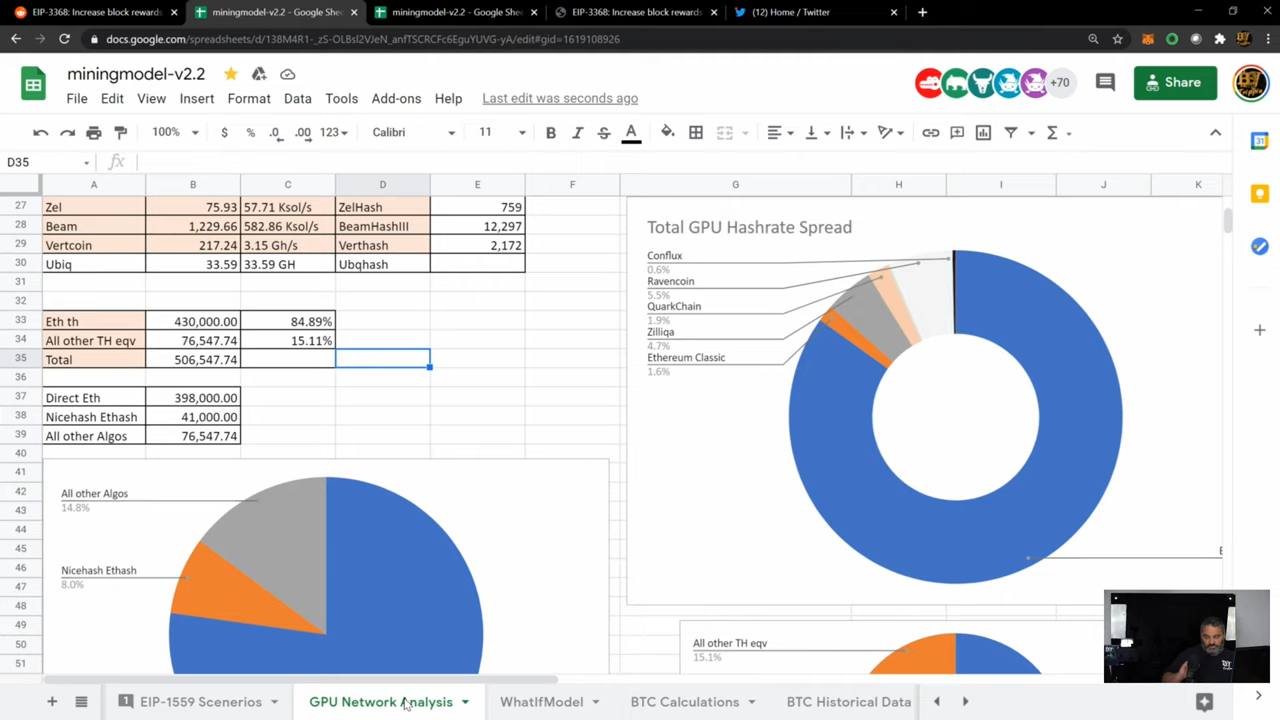 EIP-3368: Increase block rewards
miningmodel-v2.2 - Google Shee
miningmodel-v2.2 - Google Shee
EIP-3368: Increase block rewards
(12) Home / Twitter
docs.google.com/spreadsheets/d/138M4R1-_zS-OLBsl2VJeN_anfTSCRCFc6EguYUVG-yA/edit#gid=1619108926
miningmodel-v2.2
File Edit View Insert Format Data Tools Add-ons Help Last edit was seconds ago
+70
Share
100% $ % .0 .00 123 Calibri 11 B I S A
D35 fx
A B C D E F G H I J K
27 Zel 75.93 57.71 Ksol/s ZelHash 759
28 Beam 1,229.66 582.86 Ksol/s BeamHashIII 12,297
29 Vertcoin 217.24 3.15 Gh/s Verthash 2,172
30 Ubiq 33.59 33.59 GH Ubqhash
31
32
33 Eth th 430,000.00 84.89%
34 All other TH eqv 76,547.74 15.11%
35 Total 506,547.74
36
37 Direct Eth 398,000.00
38 Nicehash Ethash 41,000.00
39 All other Algos 76,547.74
40
41
42
43
44
45
46
47
48
49
50
51
All other Algos
14.8%
Nicehash Ethash
8.0%
Total GPU Hashrate Spread
Conflux
0.6%
Ravencoin
5.5%
QuarkChain
1.9%
Zilliqa
4.7%
Ethereum Classic
1.6%
E
All other TH eqv
15.1%
1 EIP-1559 Scenerios GPU Network Analysis WhatIfModel BTC Calculations BTC Historical Data